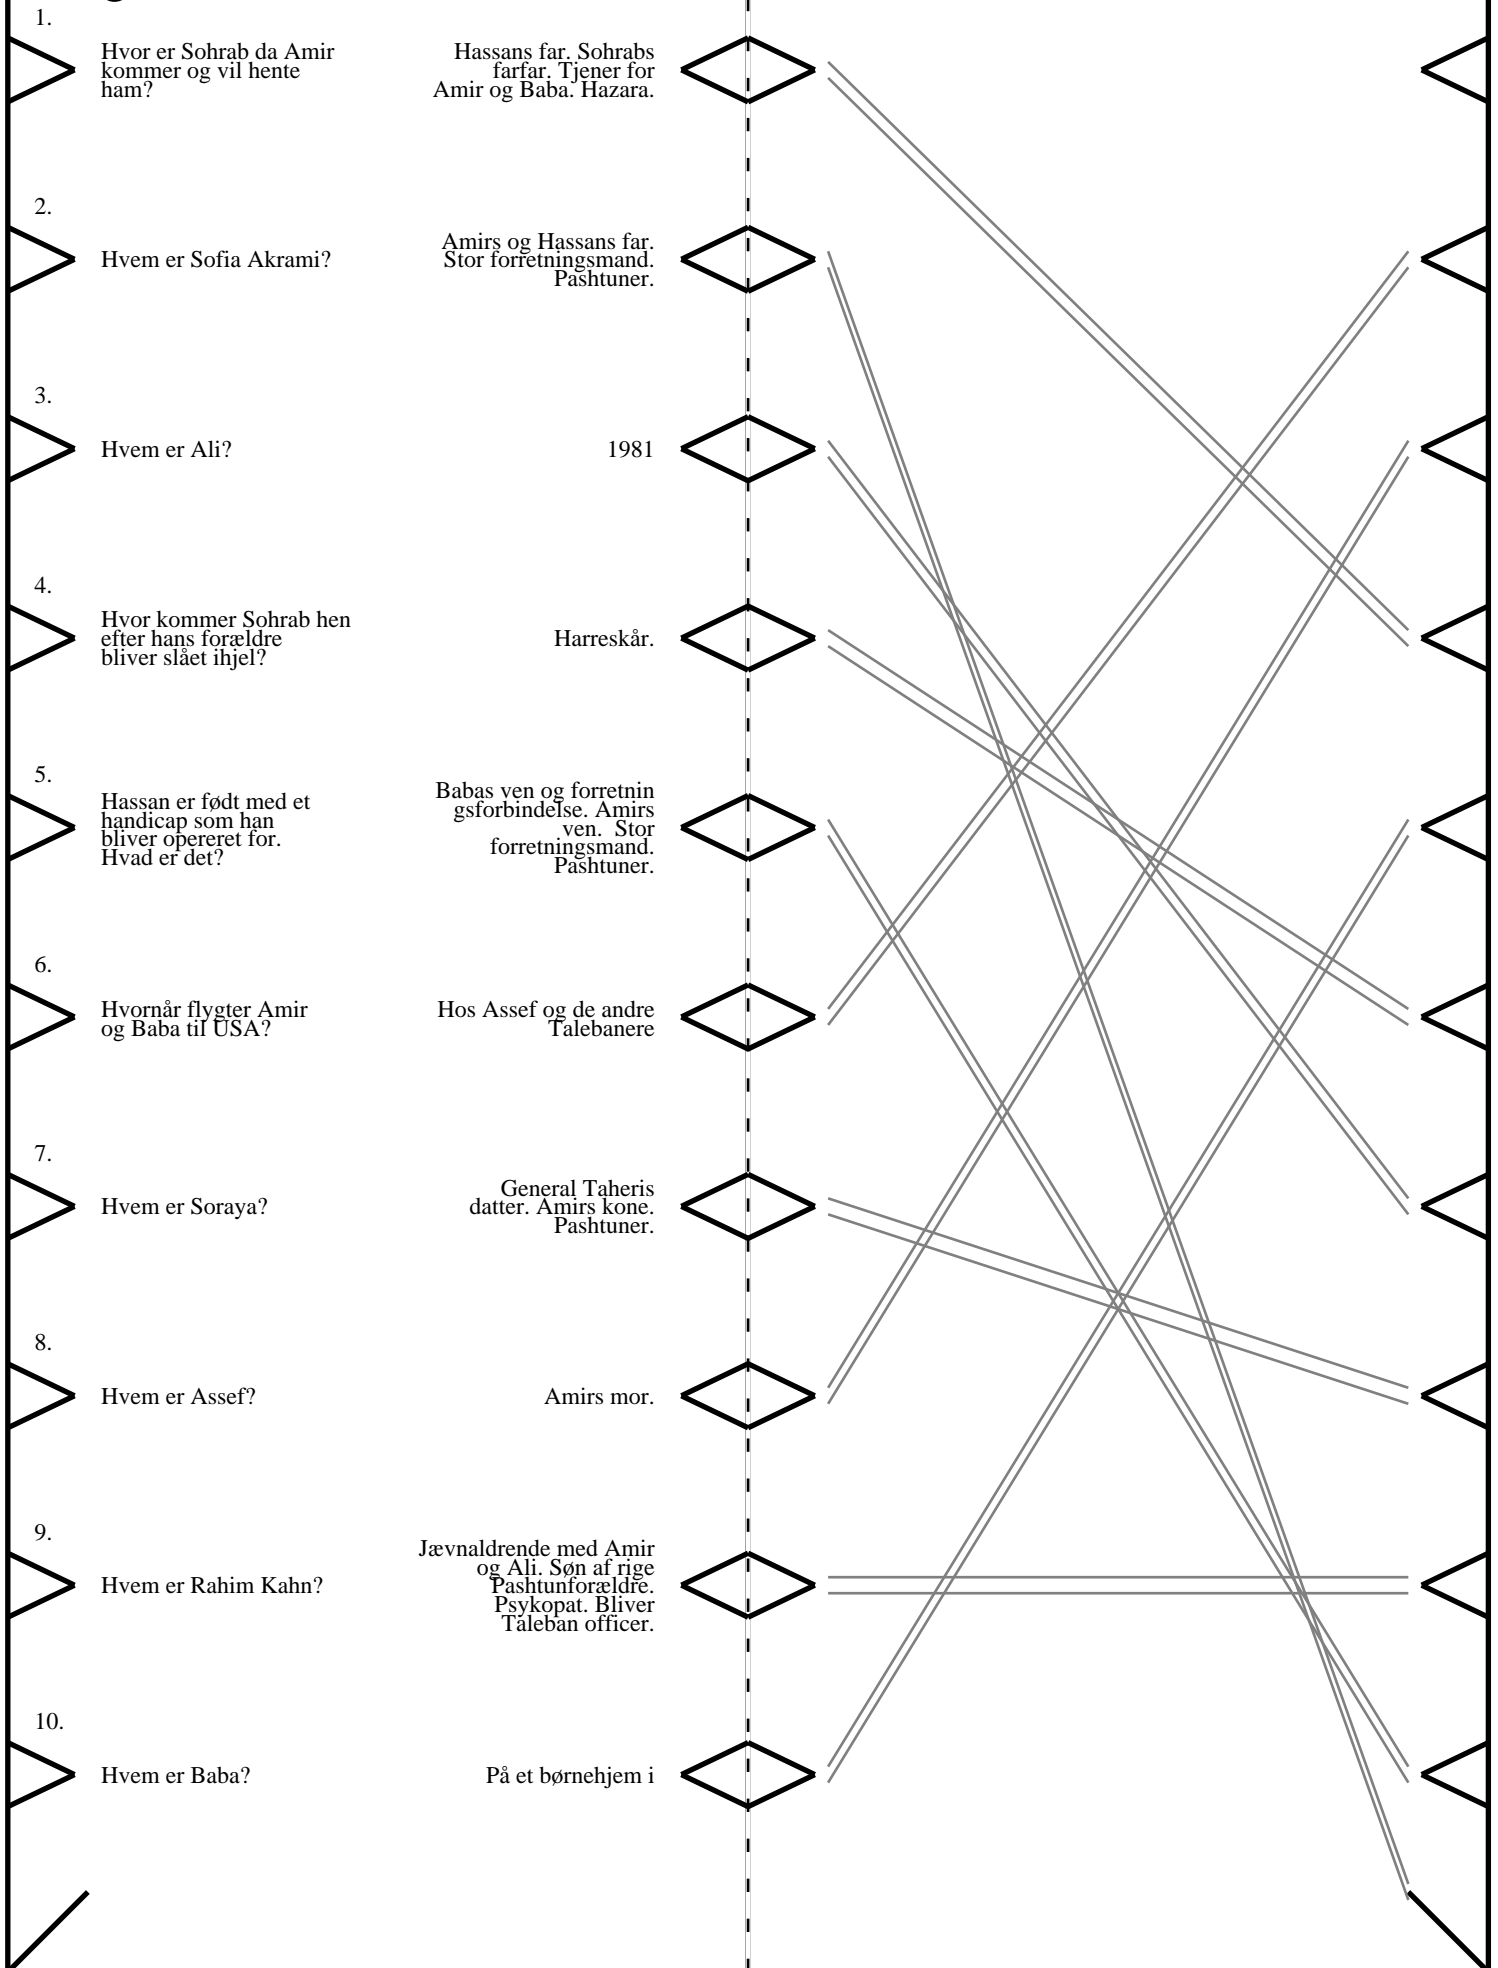 1.
Hvor er Sohrab da Amir
kommer og vil hente
ham?
Hassans far. Sohrabs
farfar. Tjener for
Amir og Baba. Hazara.
2.
Hvem er Sofia Akrami?
Amirs og Hassans far.
Stor forretningsmand.
Pashtuner.
3.
Hvem er Ali?
1981
4.
Hvor kommer Sohrab hen
efter hans forældre
bliver slået ihjel?
Harreskår.
5.
Hassan er født med et
handicap som han
bliver opereret for.
Hvad er det?
Babas ven og forretnin
gsforbindelse. Amirs
ven. Stor
forretningsmand.
Pashtuner.
6.
Hvornår flygter Amir
og Baba til USA?
Hos Assef og de andre
Talebanere
7.
Hvem er Soraya?
General Taheris
datter. Amirs kone.
Pashtuner.
8.
Hvem er Assef?
Amirs mor.
9.
Hvem er Rahim Kahn?
Jævnaldrende med Amir
og Ali. Søn af rige
Pashtunforældre.
Psykopat. Bliver
Taleban officer.
10.
Hvem er Baba?
På et børnehjem i